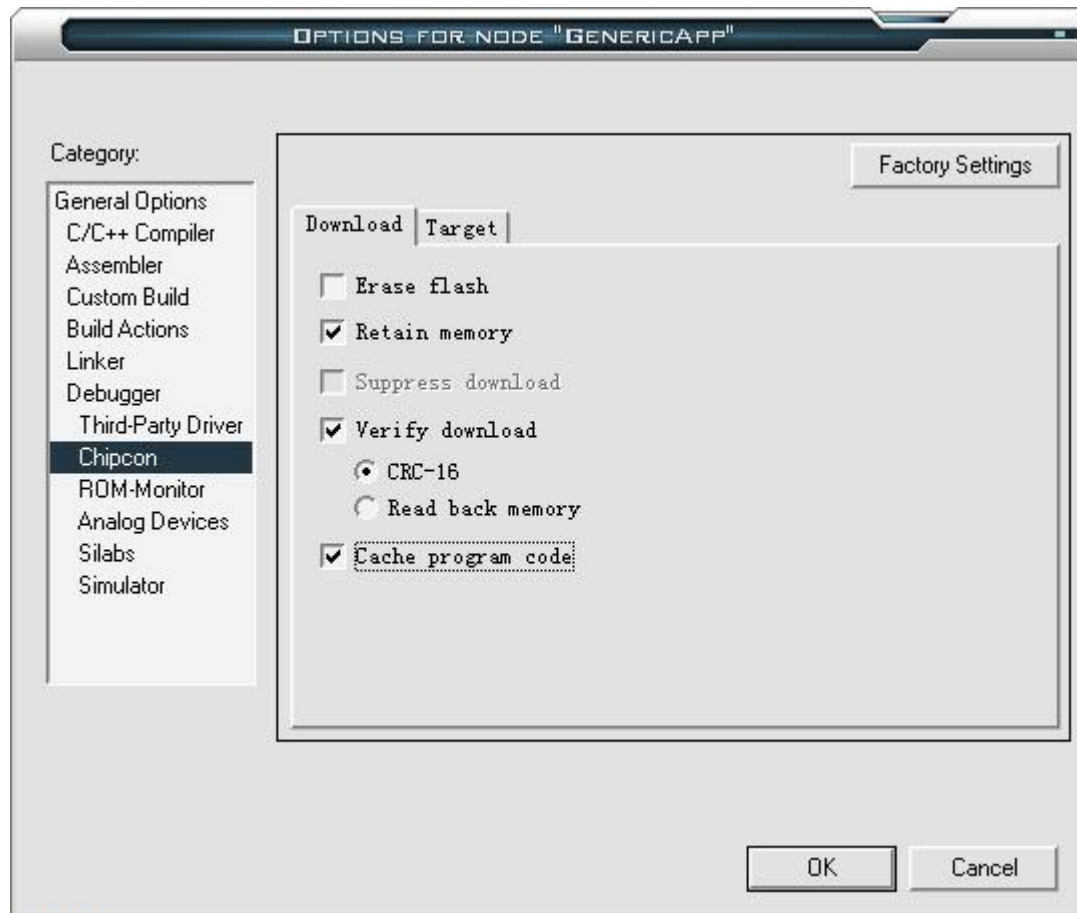 OPTIONS FOR NODE "GENERICAPP"
Category:
General Options
C/C++ Compiler
Assembler
Custom Build
Build Actions
Linker
Debugger
Third-Party Driver
Chipcon
ROM-Monitor
Analog Devices
Silabs
Simulator
Factory Settings
Download Target
Erase flash
Retain memory
Suppress download
Verify download
CRC-16
Read back memory
Cache program code
OK Cancel